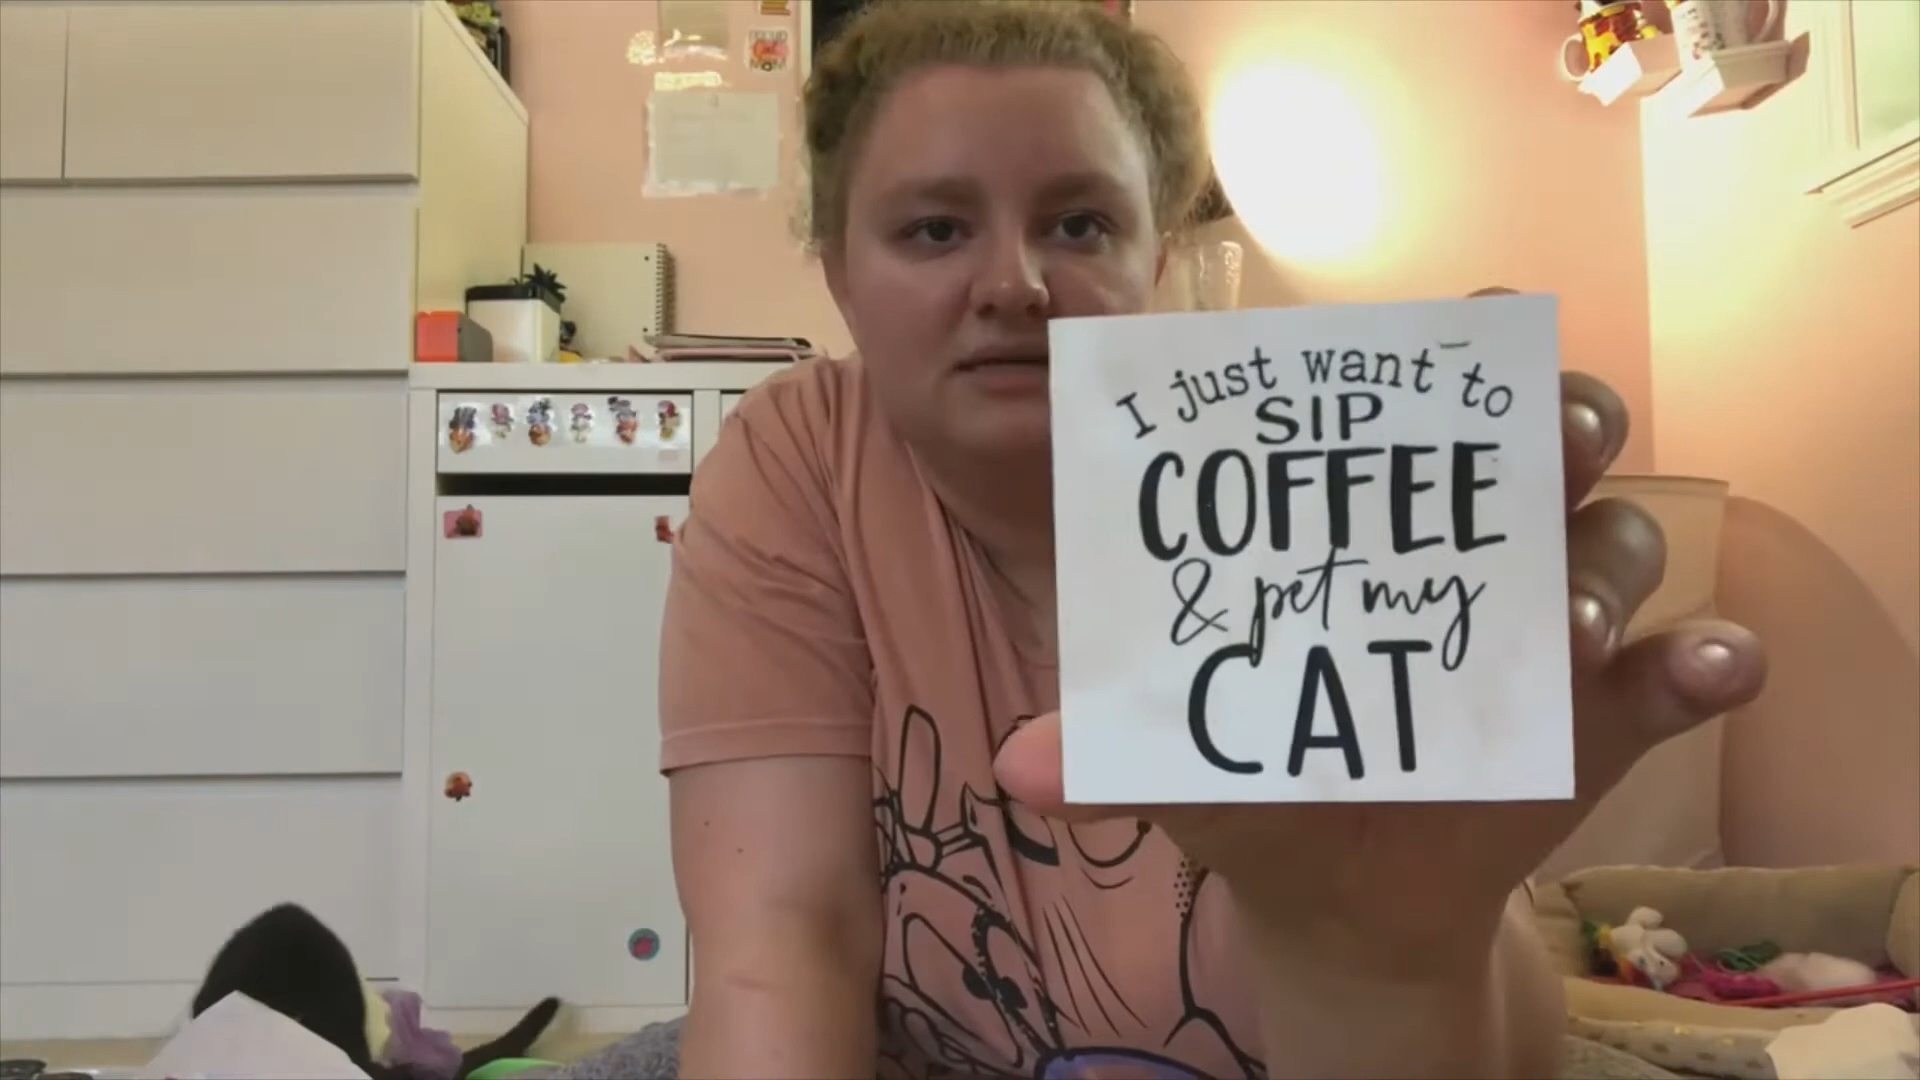 I just want to
SIP
COFFEE
& pet my
CAT